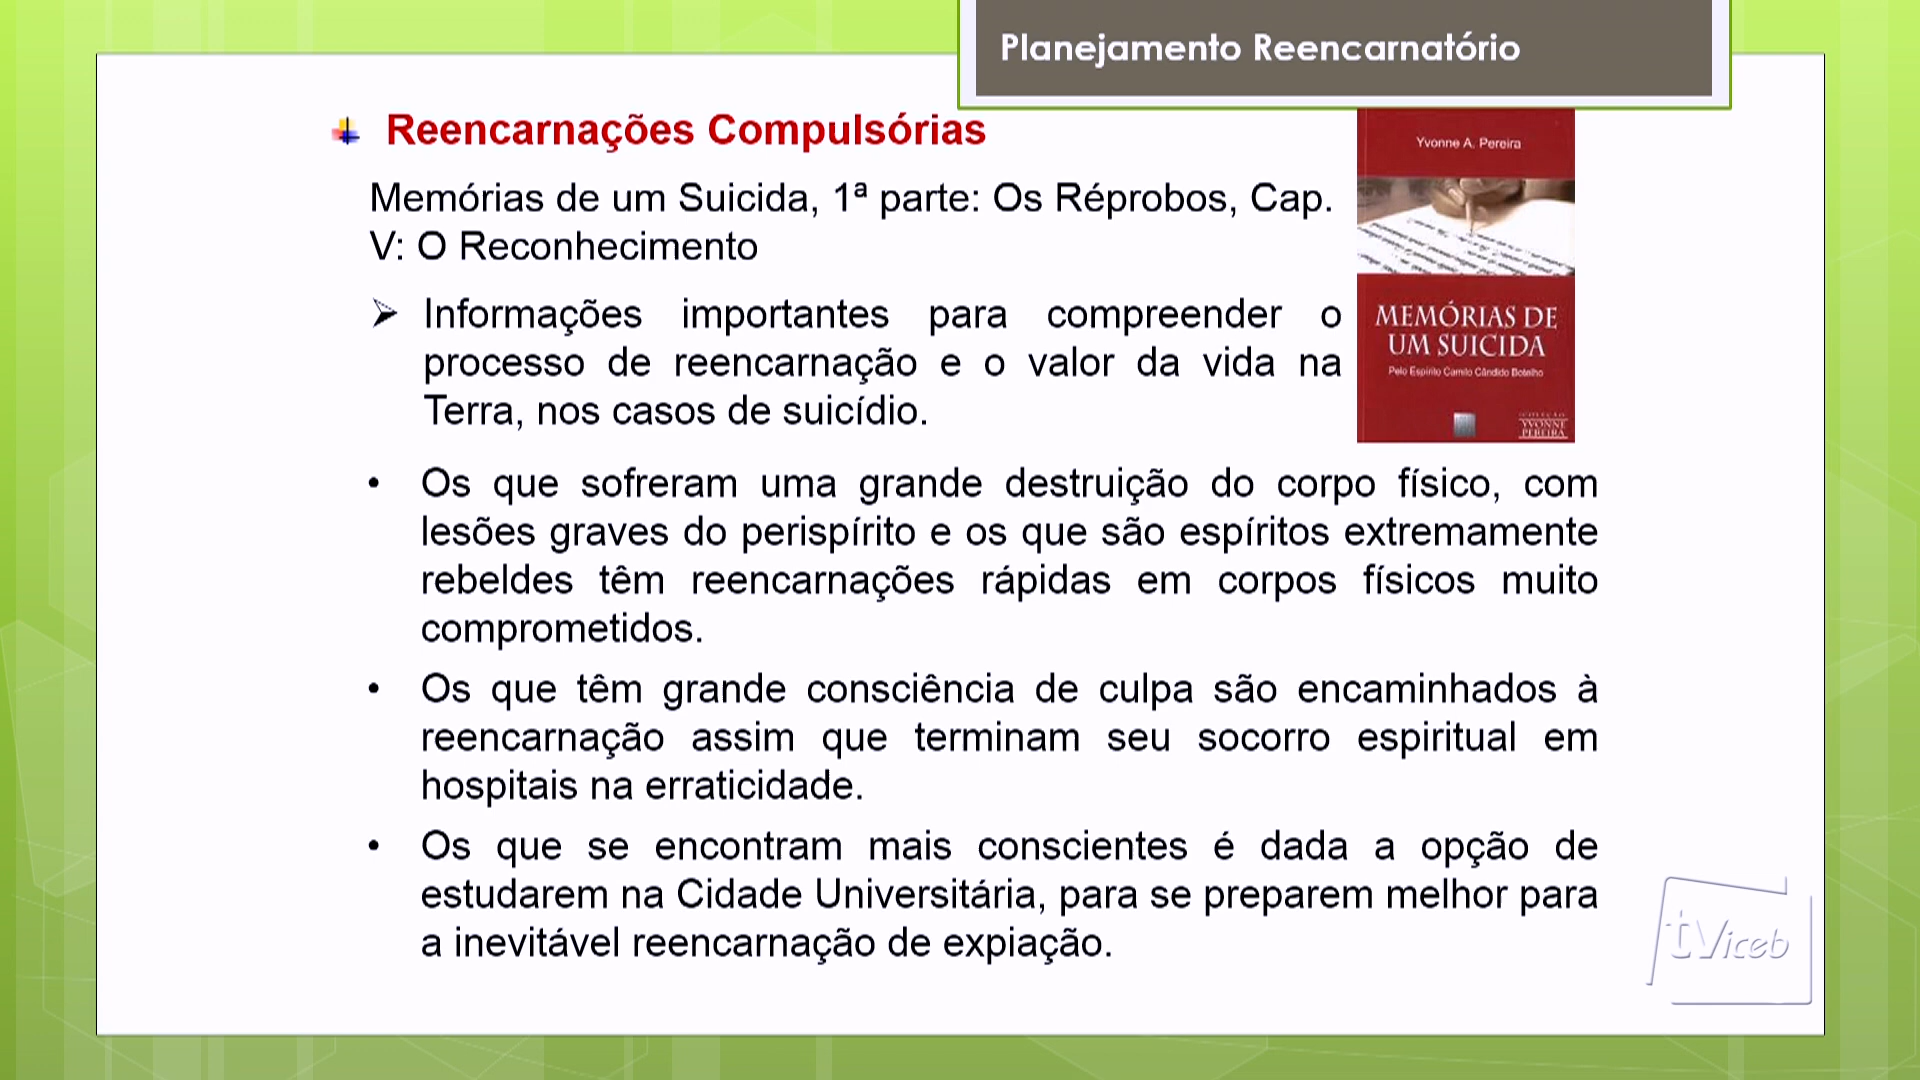 Planejamento Reencarnatório
Reencarnações Compulsórias
Memórias de um Suicida, 1ª parte: Os Réprobos, Cap.
V: O Reconhecimento
Informações importantes para compreender o
processo de reencarnação e o valor da vida na
Terra, nos casos de suicídio.
Yvonne A. Pereira
MEMÓRIAS DE
UM SUICIDA
Pelo Espírito Camilo Cândido Botelho
COLEÇÃO
YVONNE
PEREIRA
• Os que sofreram uma grande destruição do corpo físico, com
lesões graves do perispírito e os que são espíritos extremamente
rebeldes têm reencarnações rápidas em corpos físicos muito
comprometidos.
• Os que têm grande consciência de culpa são encaminhados à
reencarnação assim que terminam seu socorro espiritual em
hospitais na erraticidade.
• Os que se encontram mais conscientes é dada a opção de
estudarem na Cidade Universitária, para se preparem melhor para
a inevitável reencarnação de expiação.
tViceb